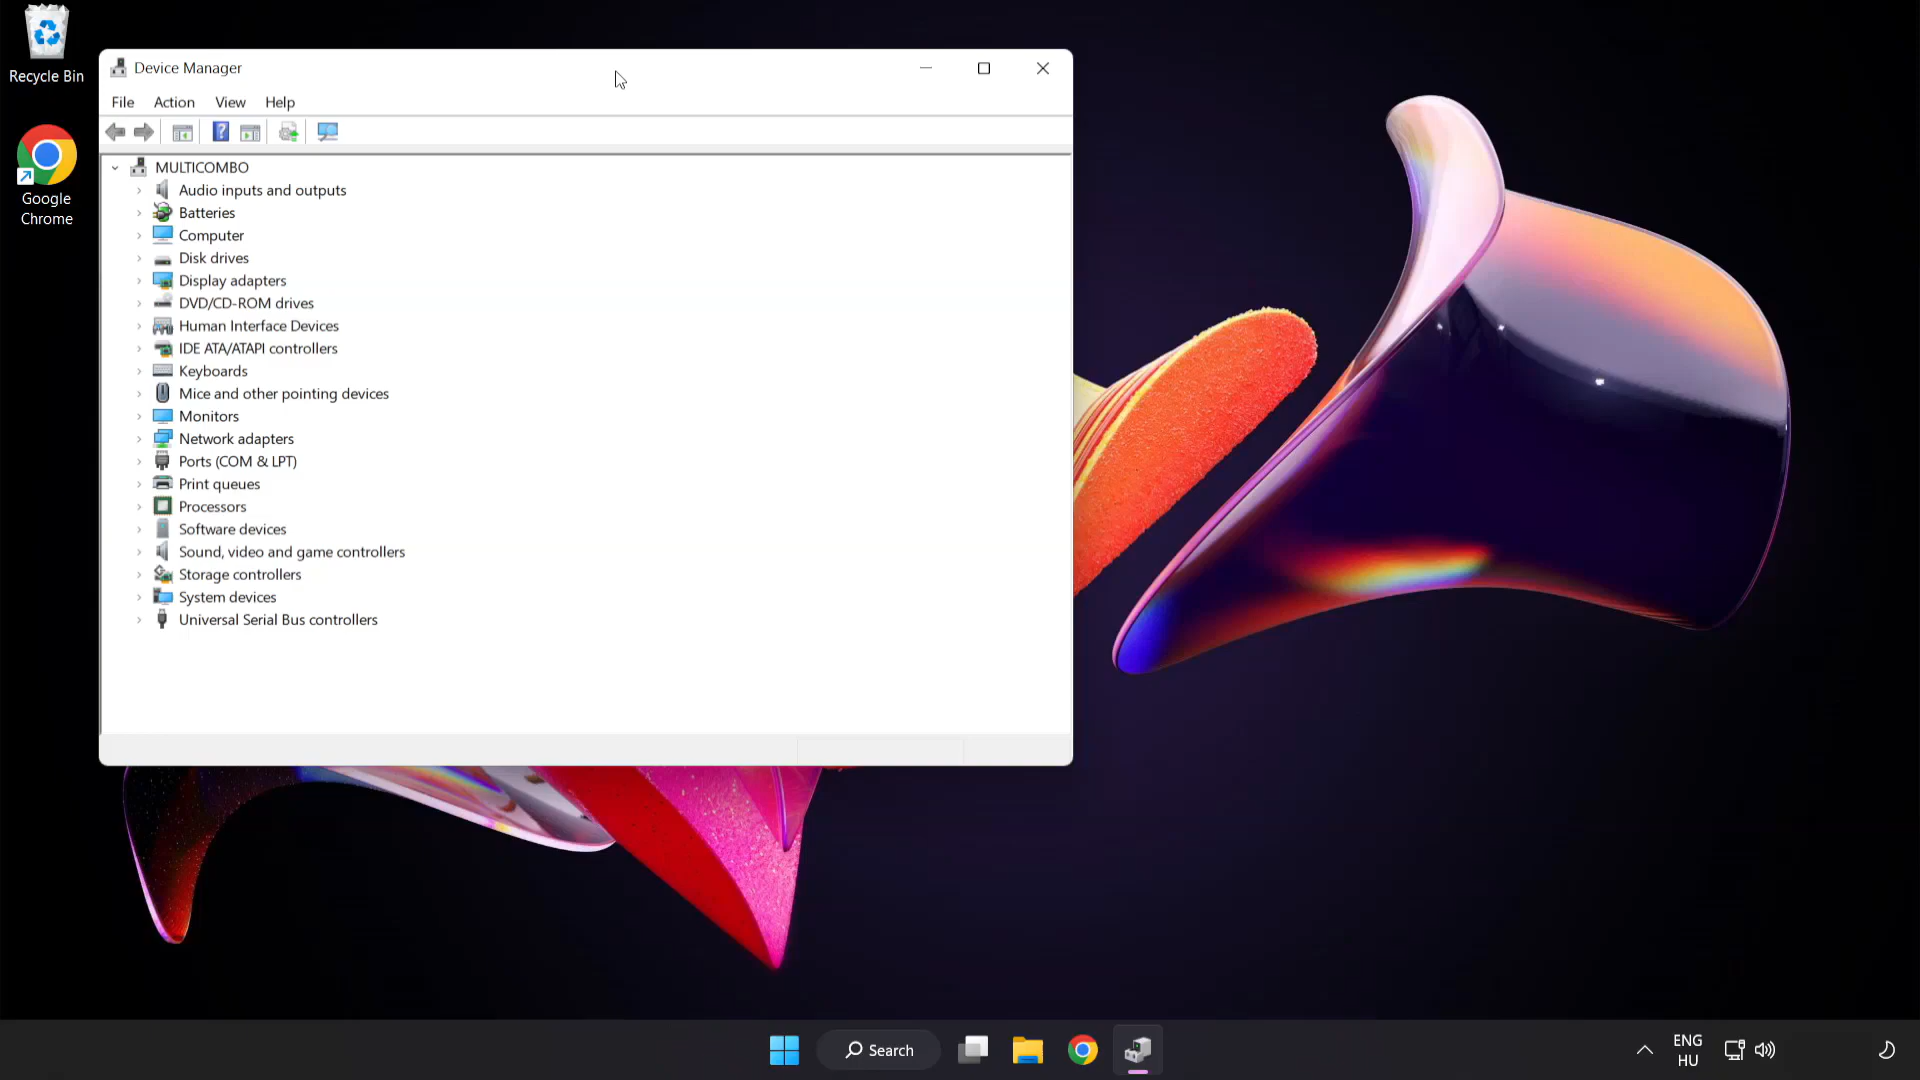 Recycle Bin
Google
Chrome
Device Manager
File Action View Help
MULTICOMBO
Audio inputs and outputs
Batteries
Computer
Disk drives
Display adapters
DVD/CD-ROM drives
Human Interface Devices
IDE ATA/ATAPI controllers
Keyboards
Mice and other pointing devices
Monitors
Network adapters
Ports (COM & LPT)
Print queues
Processors
Software devices
Sound, video and game controllers
Storage controllers
System devices
Universal Serial Bus controllers
Search
ENG
HU